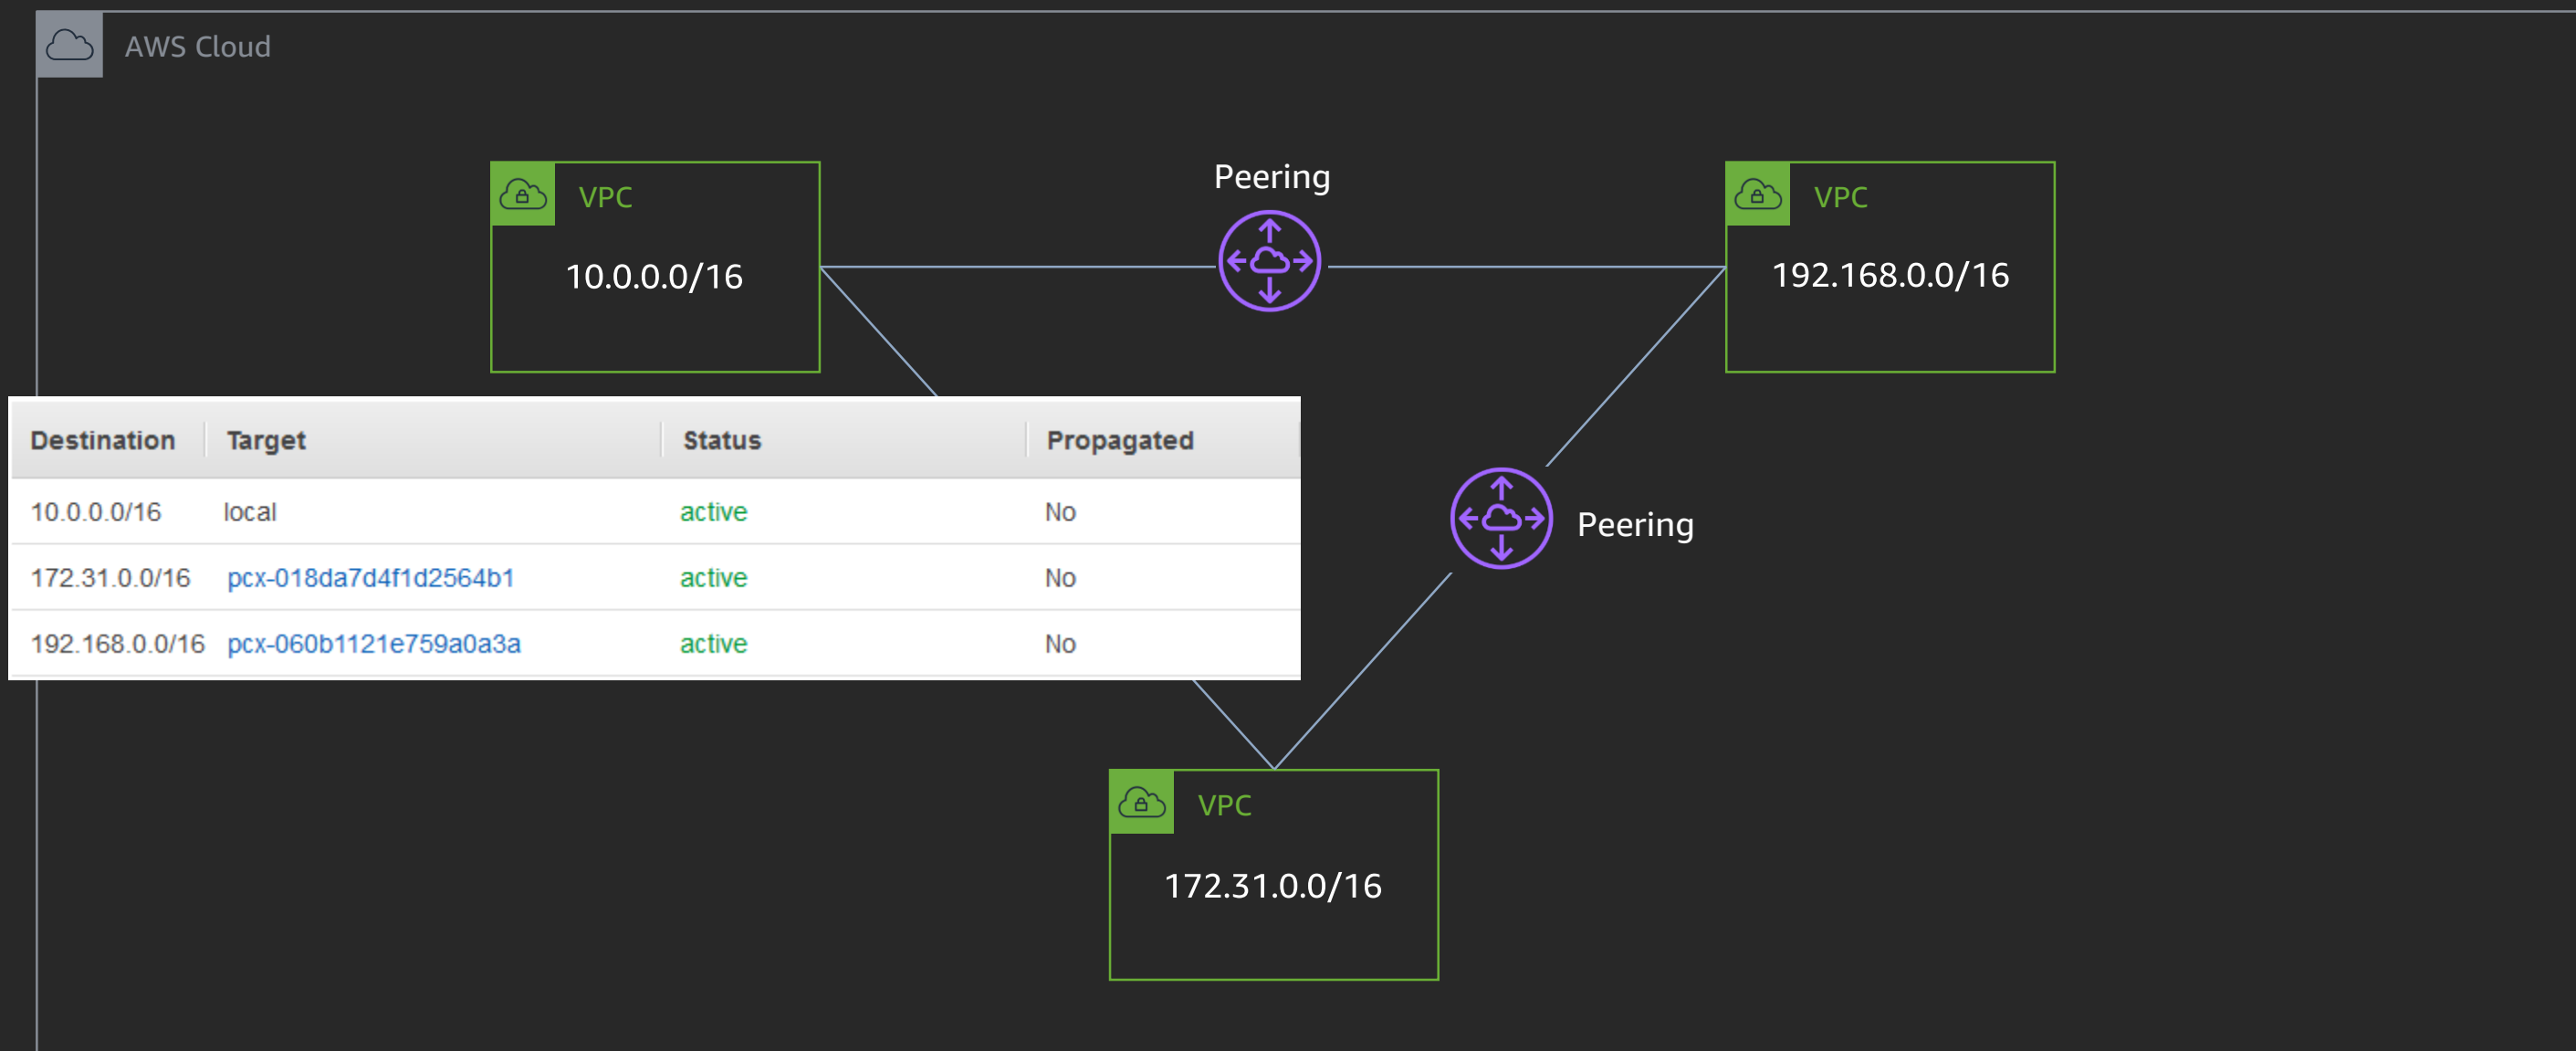 AWS Cloud
Peering
VPC
VPC
10.0.0.0/16
192.168.0.0/16
Destination Target Status Propagated
10.0.0.0/16 local active No
172.31.0.0/16 pcx-018da7d4f1d2564b1 active No
192.168.0.0/16 pcx-060b1121e759a0a3a active No
Peering
VPC
172.31.0.0/16